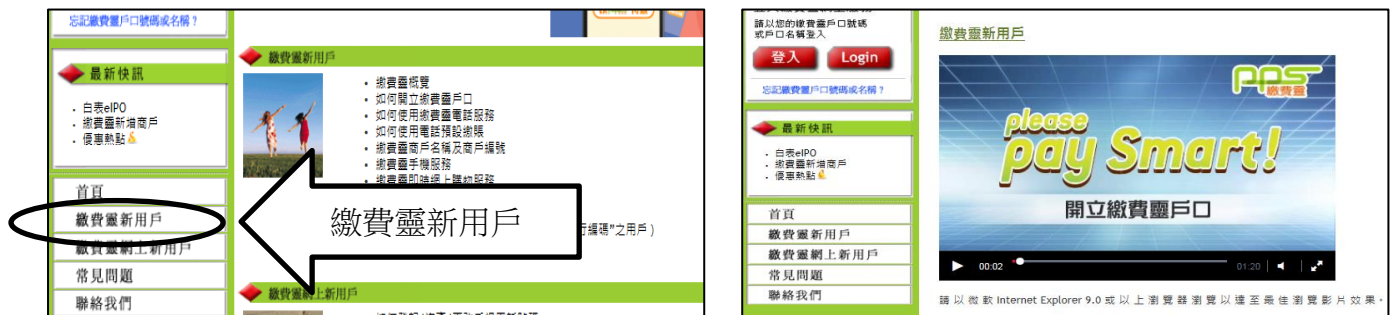 忘記繳費靈戶口號碼或名稱？
最新快訊
白表eIPO
繳費靈新增商戶
優惠熱點
首頁
繳費靈新用戶
繳費靈網上新用戶
常見問題
聯絡我們
繳費靈新用戶
繳費靈概覽
如何開立繳費靈戶口
如何使用繳費靈電話服務
如何使用電話預設繳賬
繳費靈商戶名稱及商戶編號
繳費靈手機服務
繳費靈即時網上購物服務
行編碼"之用戶)
繳費靈新用戶
繳費靈網上新用戶
請以您的繳費靈戶口號碼
或戶口名稱登入
登入
Login
忘記繳費靈戶口號碼或名稱？
最新快訊
白表eIPO
繳費靈新增商戶
優惠熱點
首頁
繳費靈新用戶
繳費靈網上新用戶
常見問題
聯絡我們
繳費靈新用戶
pps
繳費靈
please
pay Smart!
開立繳費靈戶口
00:02
01:20
請以微軟 Internet Explorer 9.0 或以上瀏覽器瀏覽以達至最佳瀏覽影片效果。